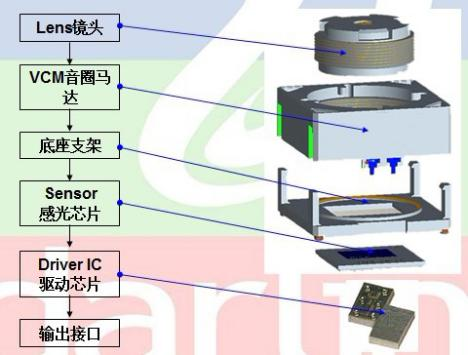 Lens镜头
VCM音圈马
达
底座支架
Sensor
感光芯片
Driver IC
驱动芯片
输出接口